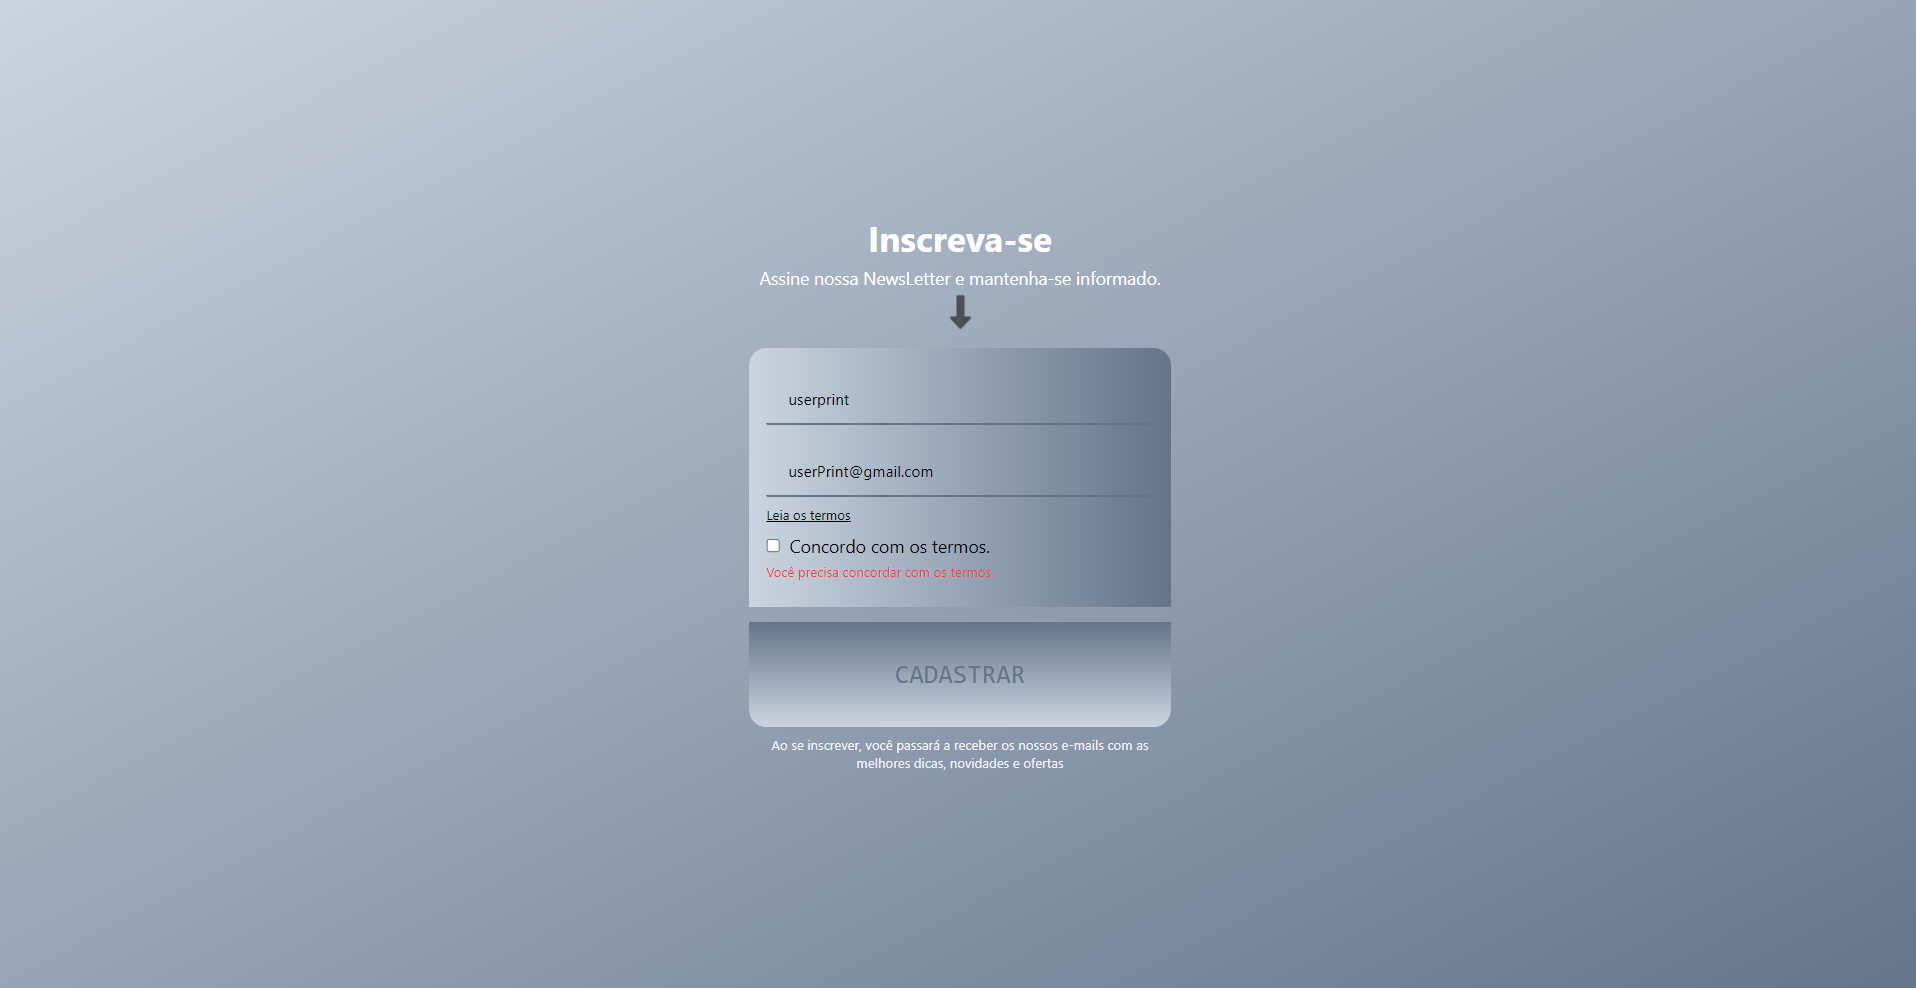 Inscreva-se
Assine nossa NewsLetter e mantenha-se informado.
userprint
userPrint@gmail.com
Leia os termos
Concordo com os termos.
Você precisa concordar com os termos.
CADASTRAR
Ao se inscrever, você passará a receber os nossos e-mails com as
melhores dicas, novidades e ofertas